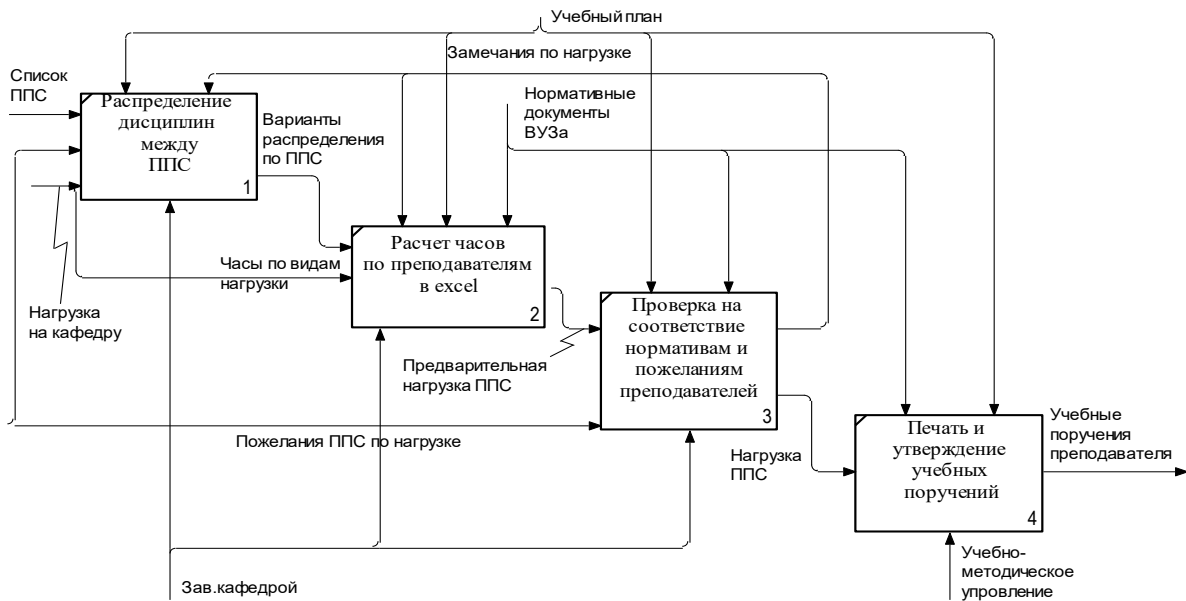 Учебный план
Замечания по нагрузке
Список
ППС
Распределение
дисциплин
между
ППС
1
Варианты
распределения
по ППС
Нормативные
документы
ВУЗа
Часы по видам
нагрузки
Расчет часов
по преподавателям
в excel
2
Нагрузка
на кафедру
Предварительная
нагрузка ППС
Проверка на
соответствие
нормативам и
пожеланиям
преподавателей
3
Пожелания ППС по нагрузке
Нагрузка
ППС
Печать и
утверждение
учебных
поручений
4
Учебные
поручения
преподавателя
Зав.кафедрой
Учебно-
методическое
упровление